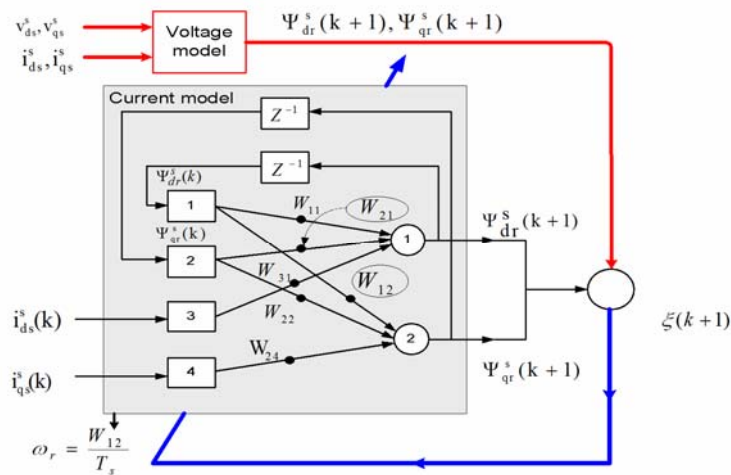 Ψ^s_dr(k+1), Ψ^s_qr(k+1)
v^s_ds, v^s_qs
i^s_ds, i^s_qs
Voltage
model
Current model
Z⁻¹
Z⁻¹
Ψ^s_dr(k)
1
W_11
W_21
Ψ^s_qr(k)
2
1
Ψ^s_dr(k+1)
W_31
W_12
i^s_ds(k)
3
W_22
ξ(k+1)
2
W_24
Ψ^s_qr(k+1)
i^s_qs(k)
4
ω_r = W_12 / T_s